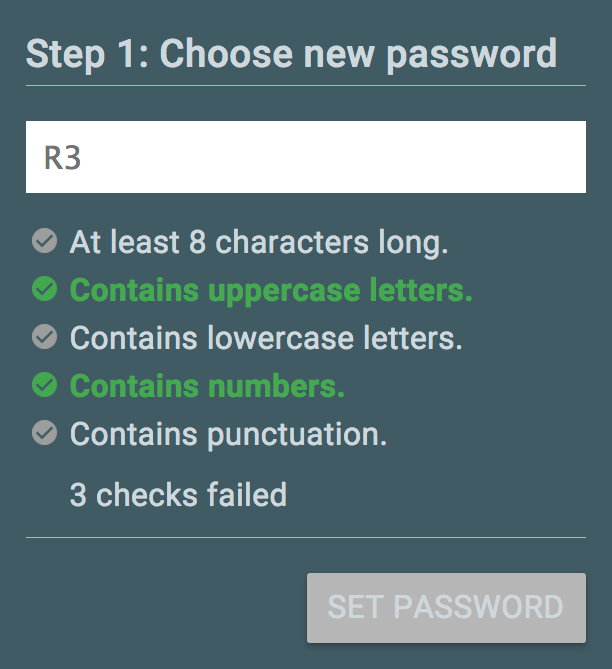 Step 1: Choose new password
R3
At least 8 characters long.
Contains uppercase letters.
Contains lowercase letters.
Contains numbers.
Contains punctuation.
3 checks failed
SET PASSWORD